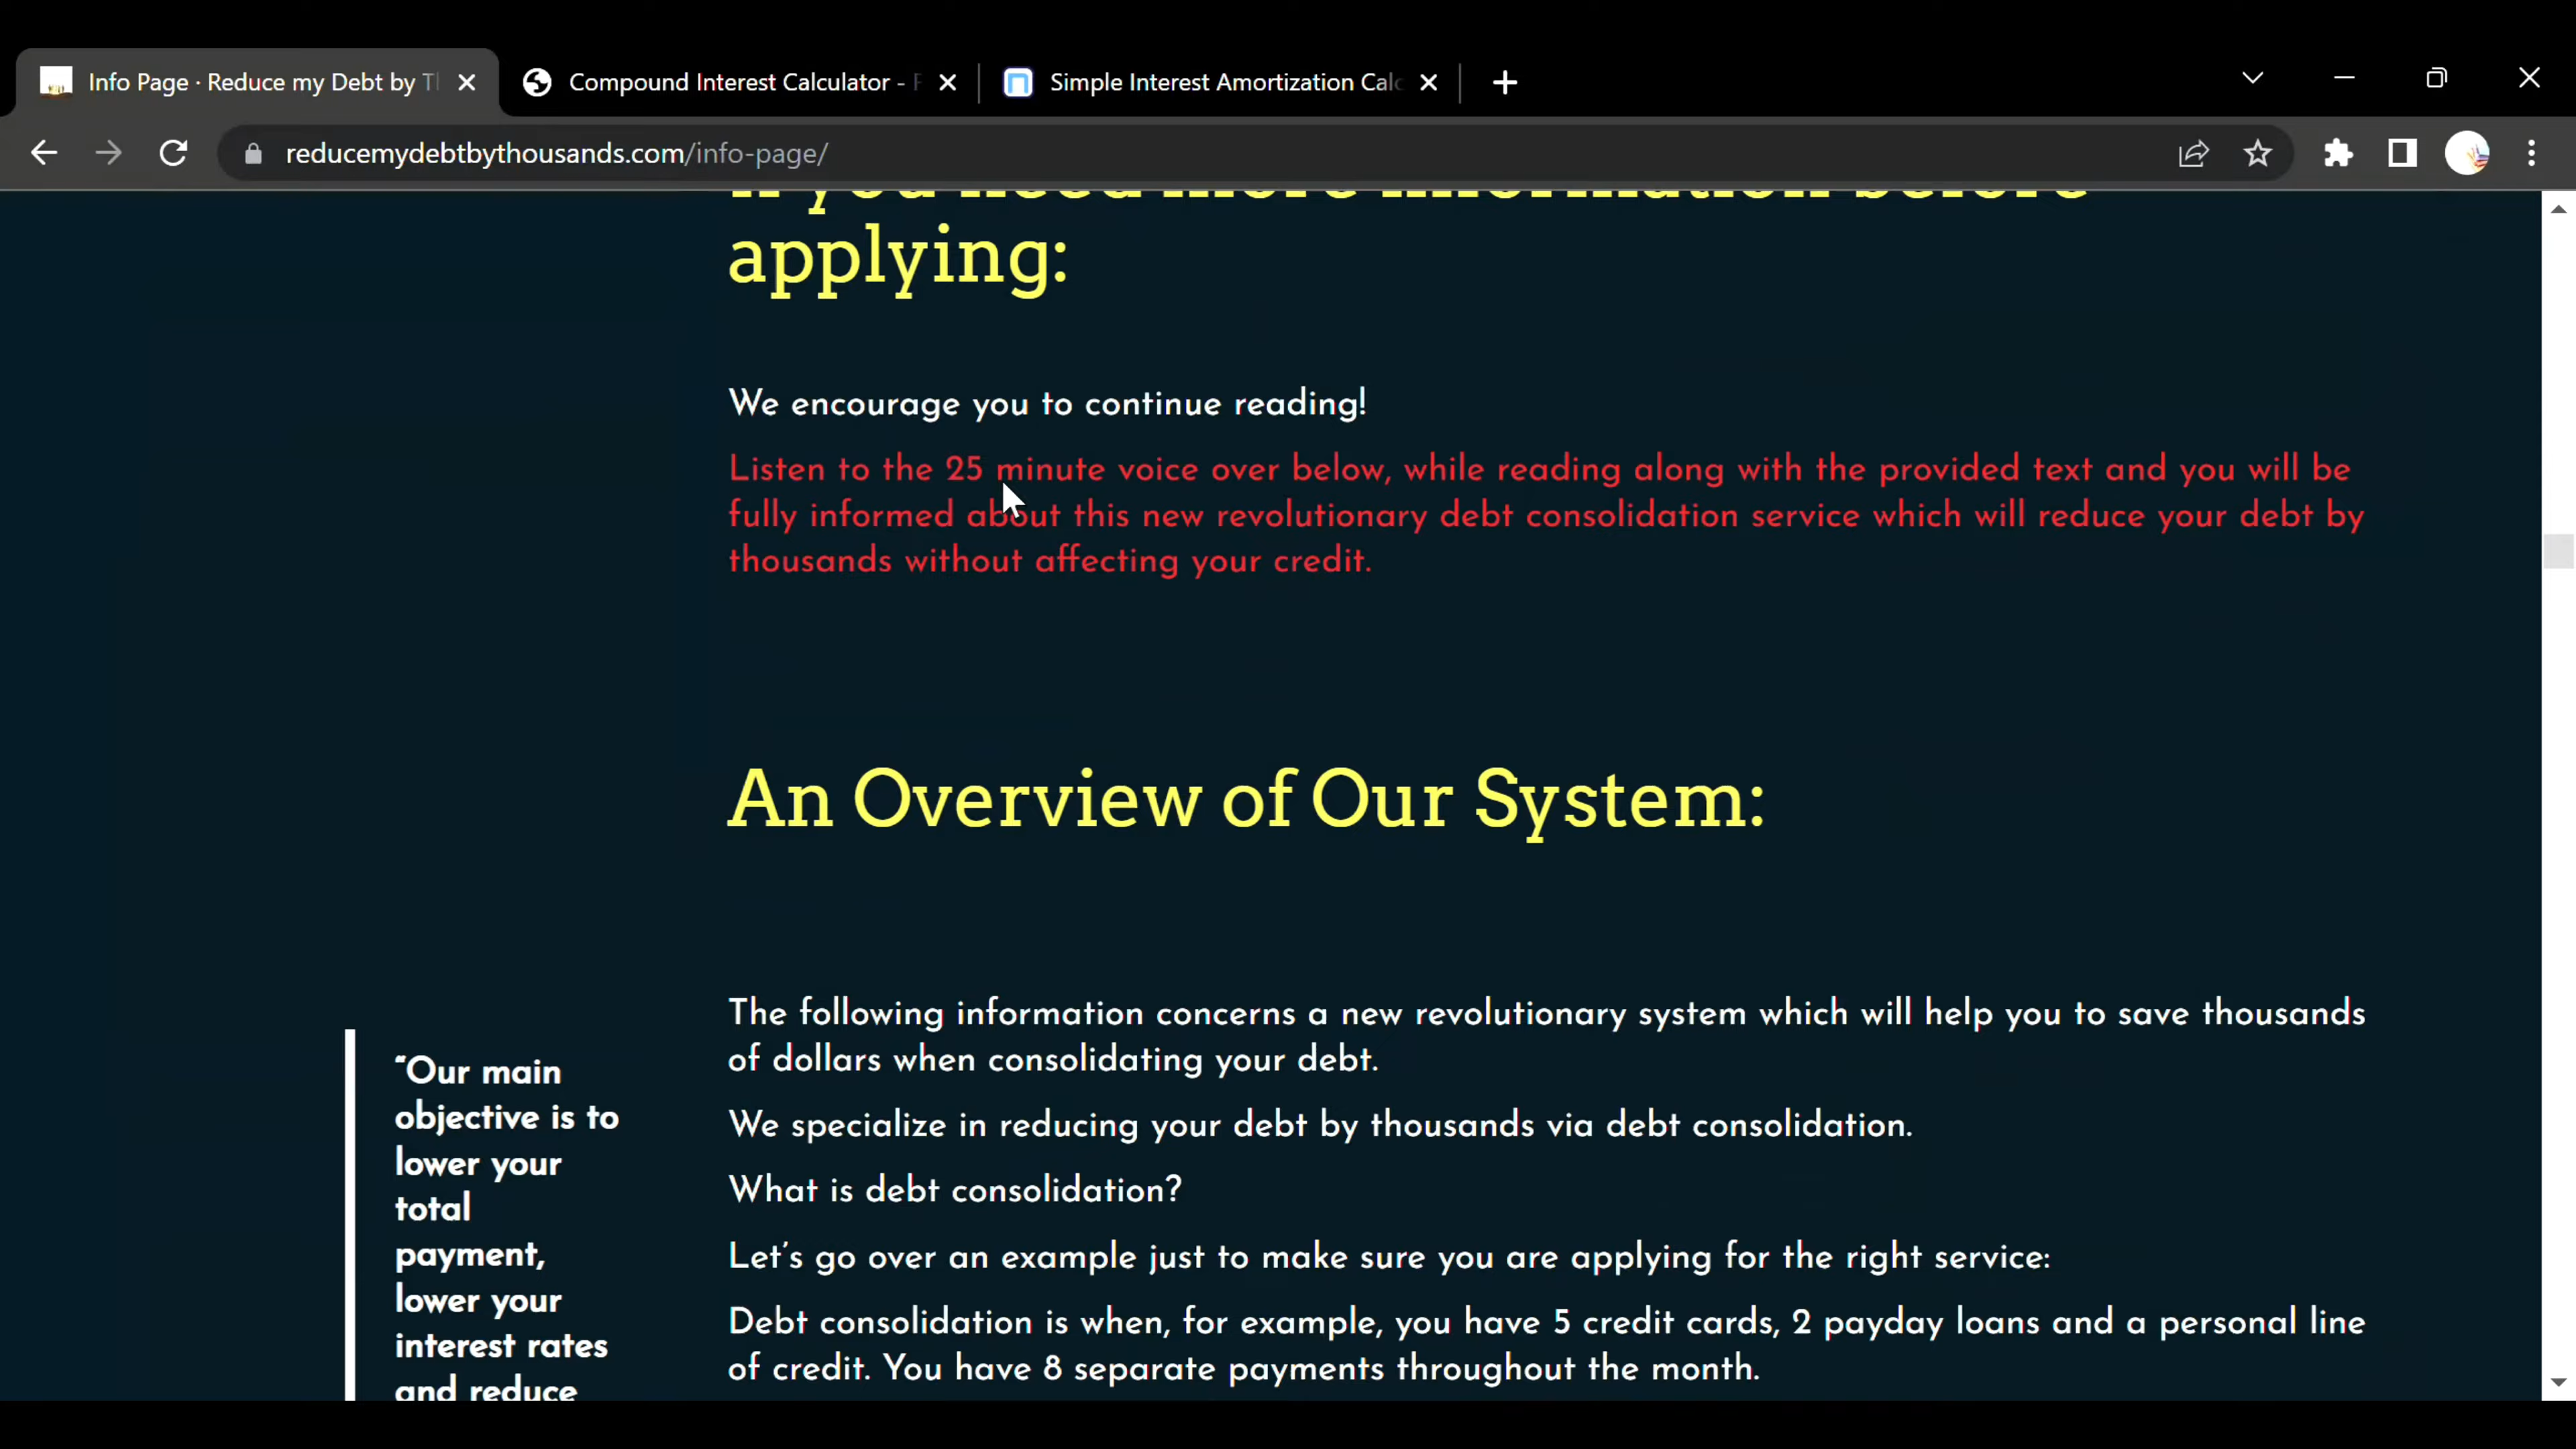 Info Page · Reduce my Debt by Th
Compound Interest Calculator -
Simple Interest Amortization Calc
reducemydebtbythousands.com/info-page/
If you need more information before
applying:
We encourage you to continue reading!
Listen to the 25 minute voice over below, while reading along with the provided text and you will be
fully informed about this new revolutionary debt consolidation service which will reduce your debt by
thousands without affecting your credit.
An Overview of Our System:
The following information concerns a new revolutionary system which will help you to save thousands
of dollars when consolidating your debt.
We specialize in reducing your debt by thousands via debt consolidation.
What is debt consolidation?
Let's go over an example just to make sure you are applying for the right service:
Debt consolidation is when, for example, you have 5 credit cards, 2 payday loans and a personal line
of credit. You have 8 separate payments throughout the month.
“Our main
objective is to
lower your
total
payment,
lower your
interest rates
and reduce